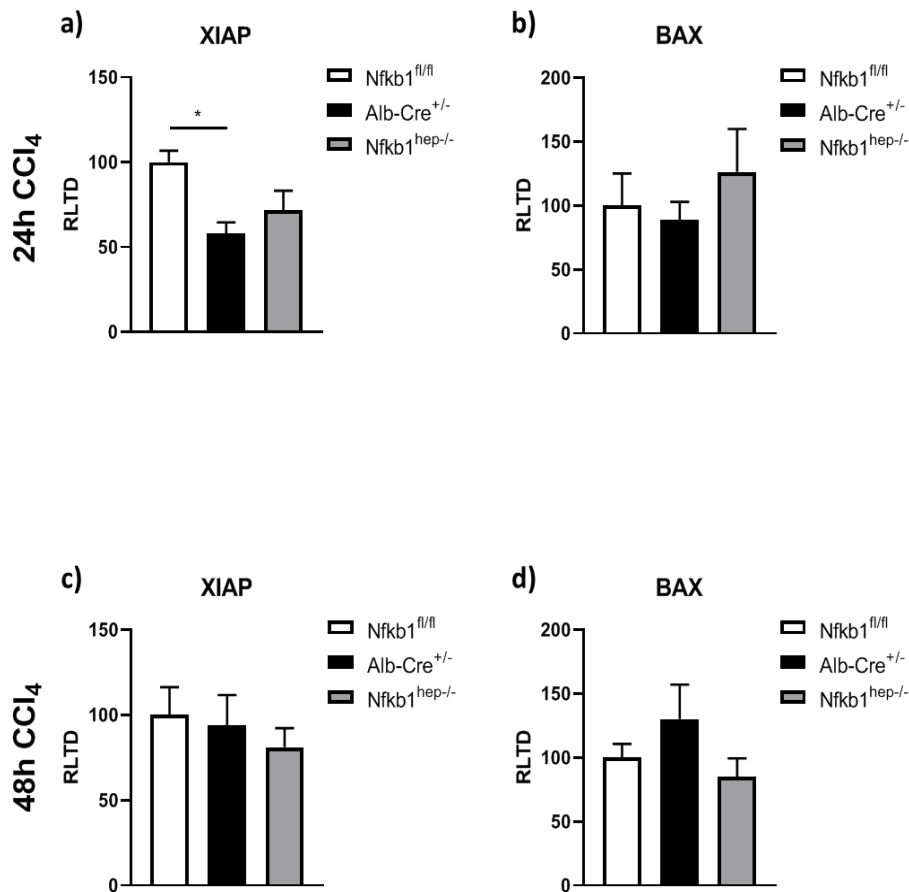 a)
XIAP
150
100
50
0
RLTD
*
Nfkb1fl/fl
Alb-Cre+/-
Nfkb1hep-/-
24h CCl4
b)
BAX
200
150
100
50
0
RLTD
Nfkb1fl/fl
Alb-Cre+/-
Nfkb1hep-/-
c)
XIAP
150
100
50
0
RLTD
Nfkb1fl/fl
Alb-Cre+/-
Nfkb1hep-/-
48h CCl4
d)
BAX
200
150
100
50
0
RLTD
Nfkb1fl/fl
Alb-Cre+/-
Nfkb1hep-/-